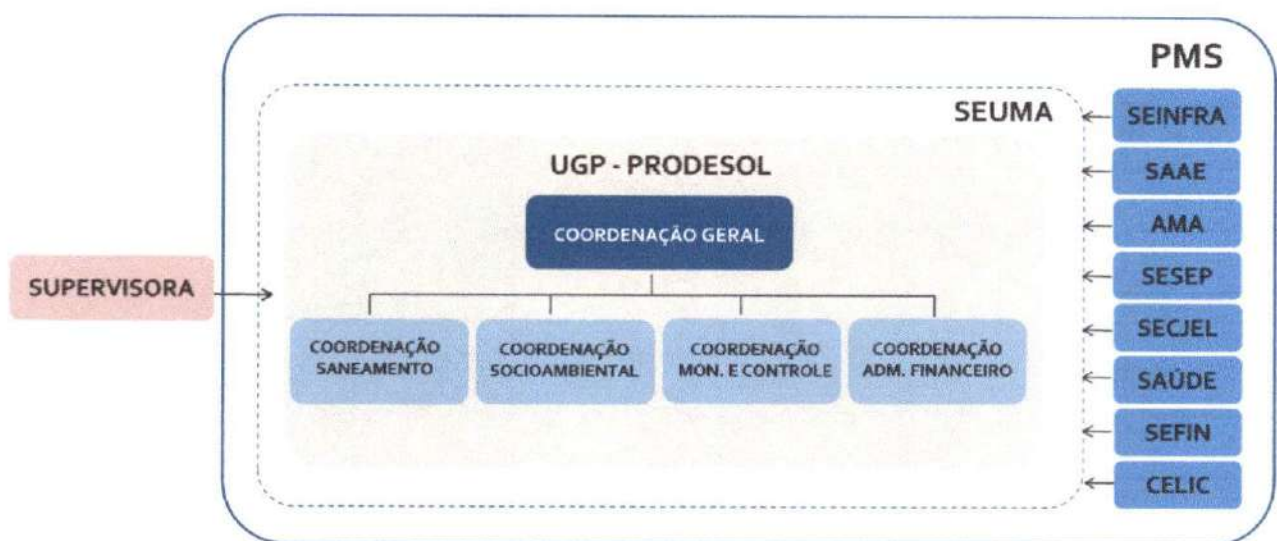 PMS
SEUMA
SEINFRA
UGP - PRODESOL
SAAE
COORDENAÇÃO GERAL
AMA
SUPERVISORA
SESEP
COORDENAÇÃO
SANEAMENTO
COORDENAÇÃO
SOCIOAMBIENTAL
COORDENAÇÃO
MON. E CONTROLE
COORDENAÇÃO
ADM. FINANCEIRO
SECJEL
SAÚDE
SEFIN
CELIC